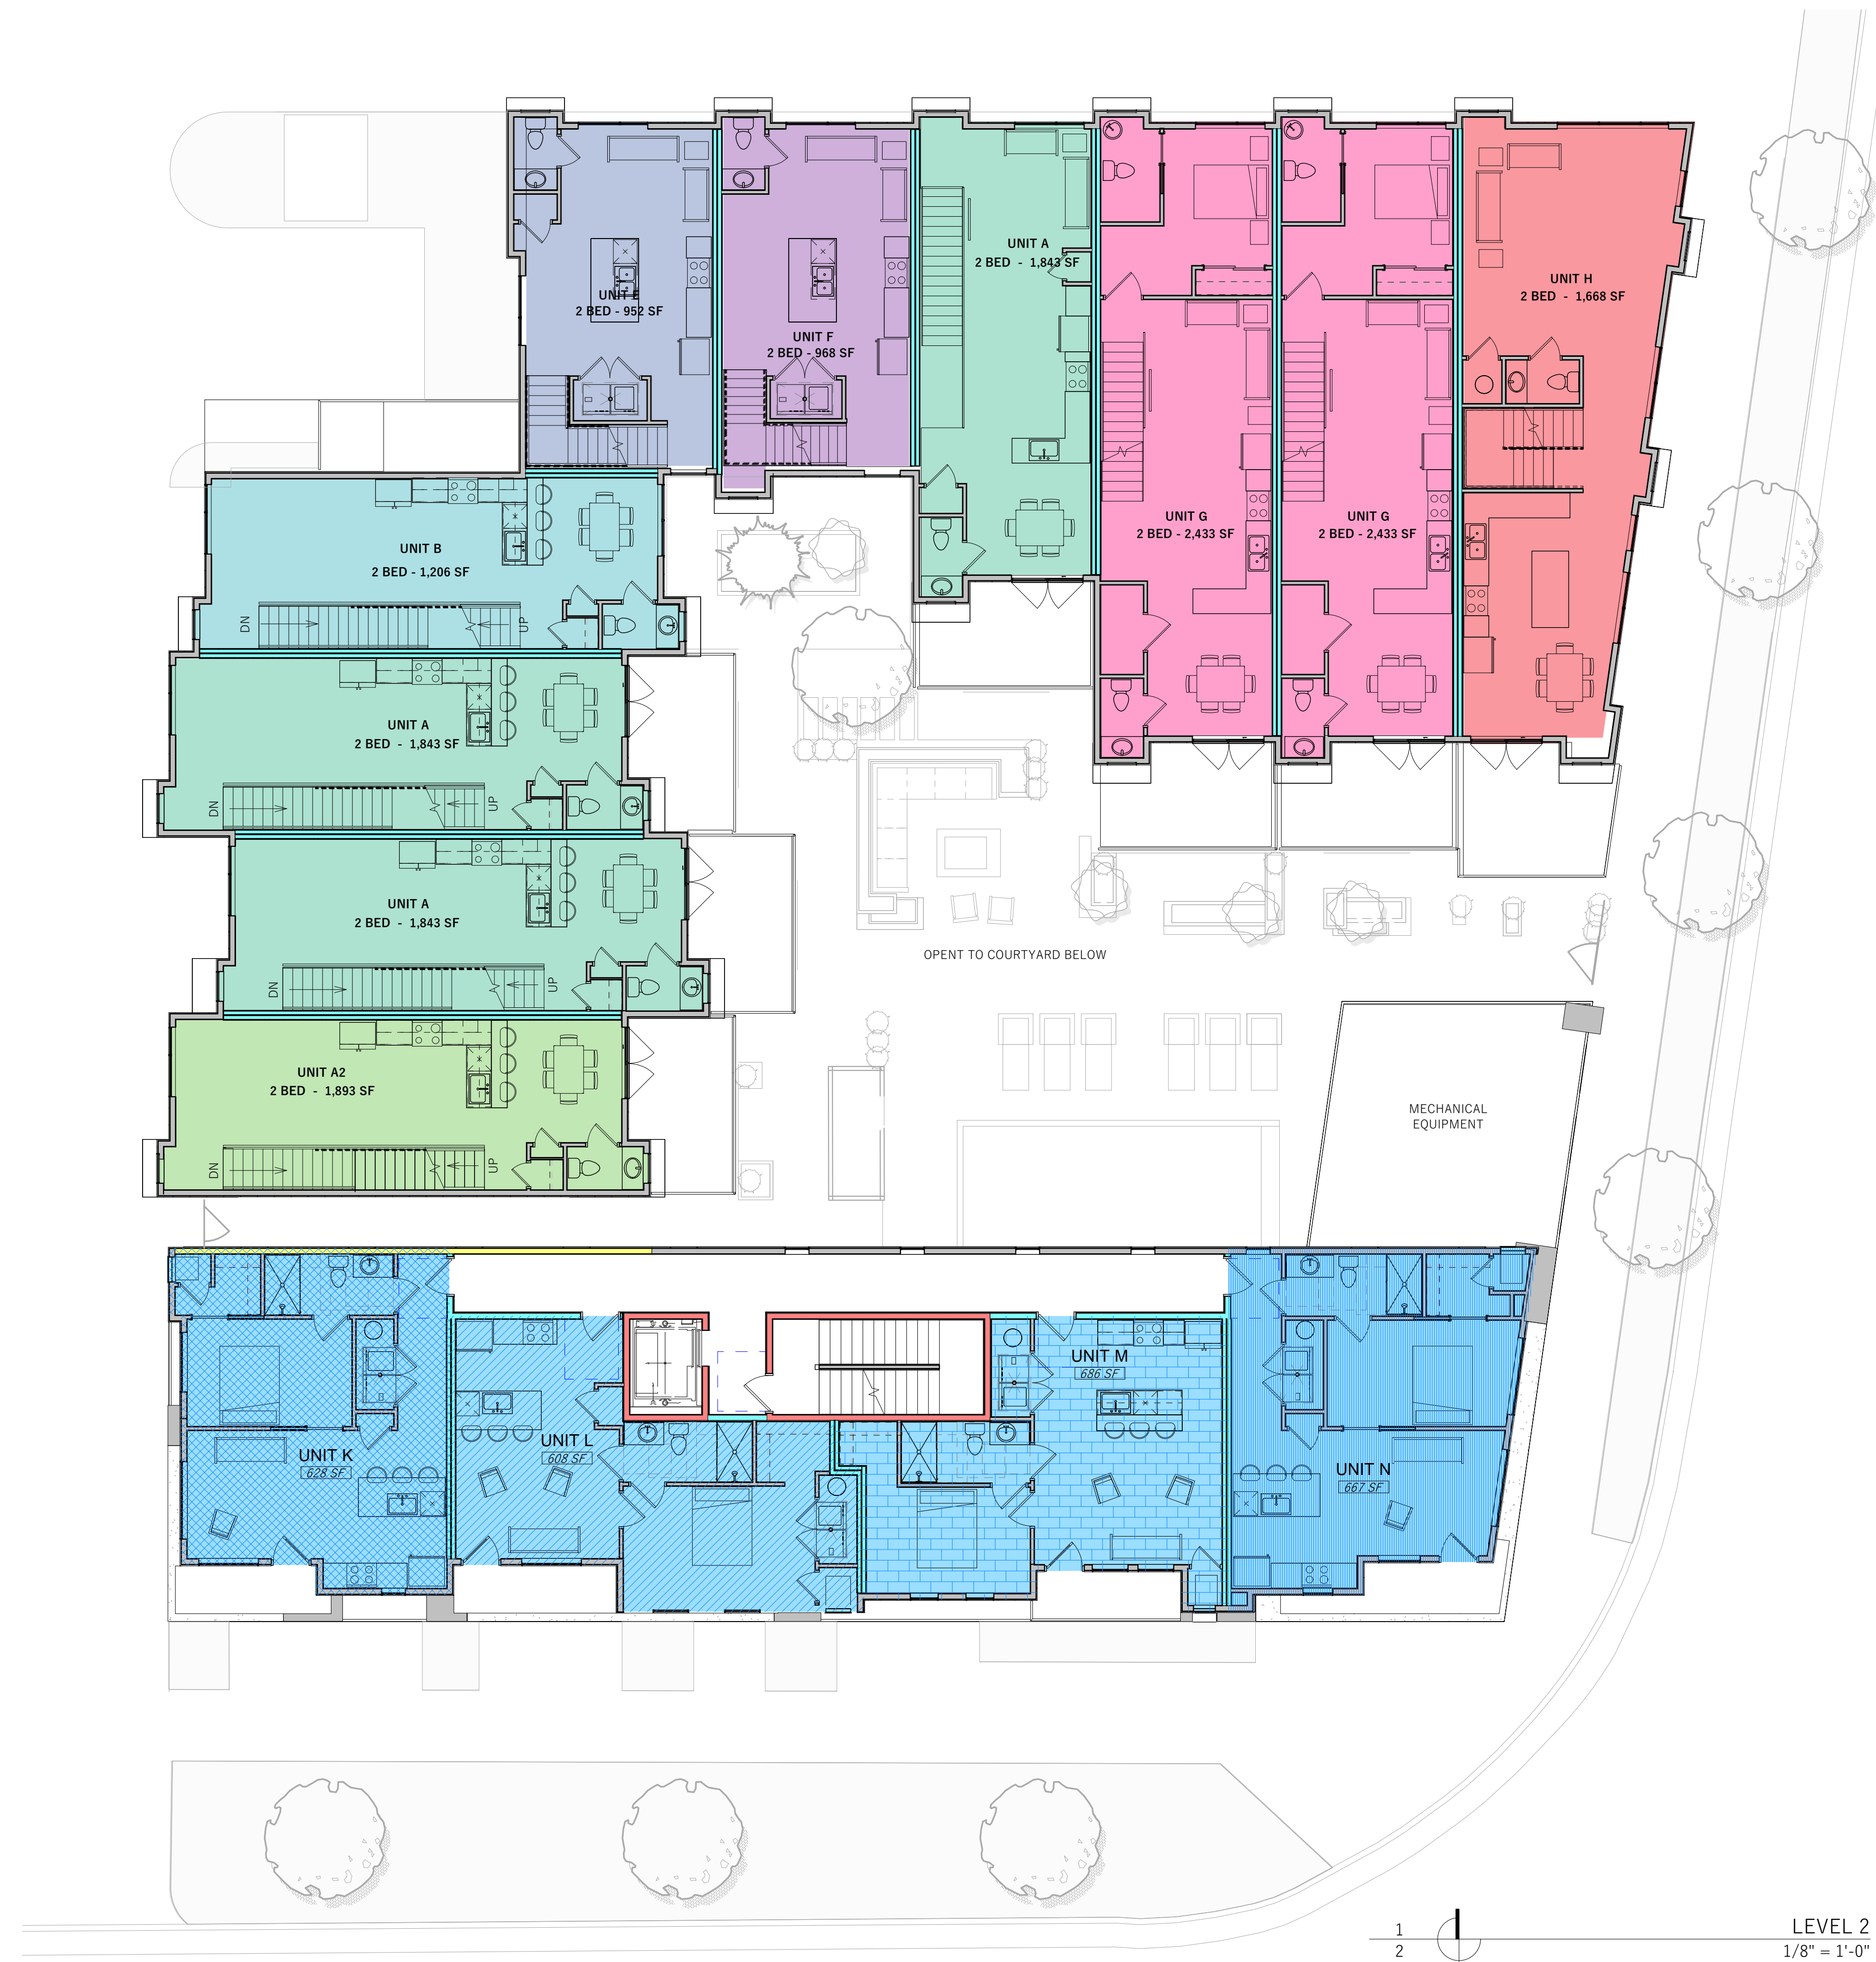 UNIT A
2 BED - 1,843 SF
UNIT H
2 BED - 1,668 SF
UNIT E
2 BED - 952 SF
UNIT F
2 BED - 968 SF
UNIT G
2 BED - 2,433 SF
UNIT G
2 BED - 2,433 SF
UNIT B
2 BED - 1,206 SF
DN
UP
UNIT A
2 BED - 1,843 SF
DN
UP
UNIT A
2 BED - 1,843 SF
OPENT TO COURTYARD BELOW
DN
UP
UNIT A2
2 BED - 1,893 SF
MECHANICAL
EQUIPMENT
DN
UP
UNIT M
686 SF
UNIT L
608 SF
UNIT K
628 SF
UNIT N
667 SF
1
2
LEVEL 2
1/8" = 1'-0"